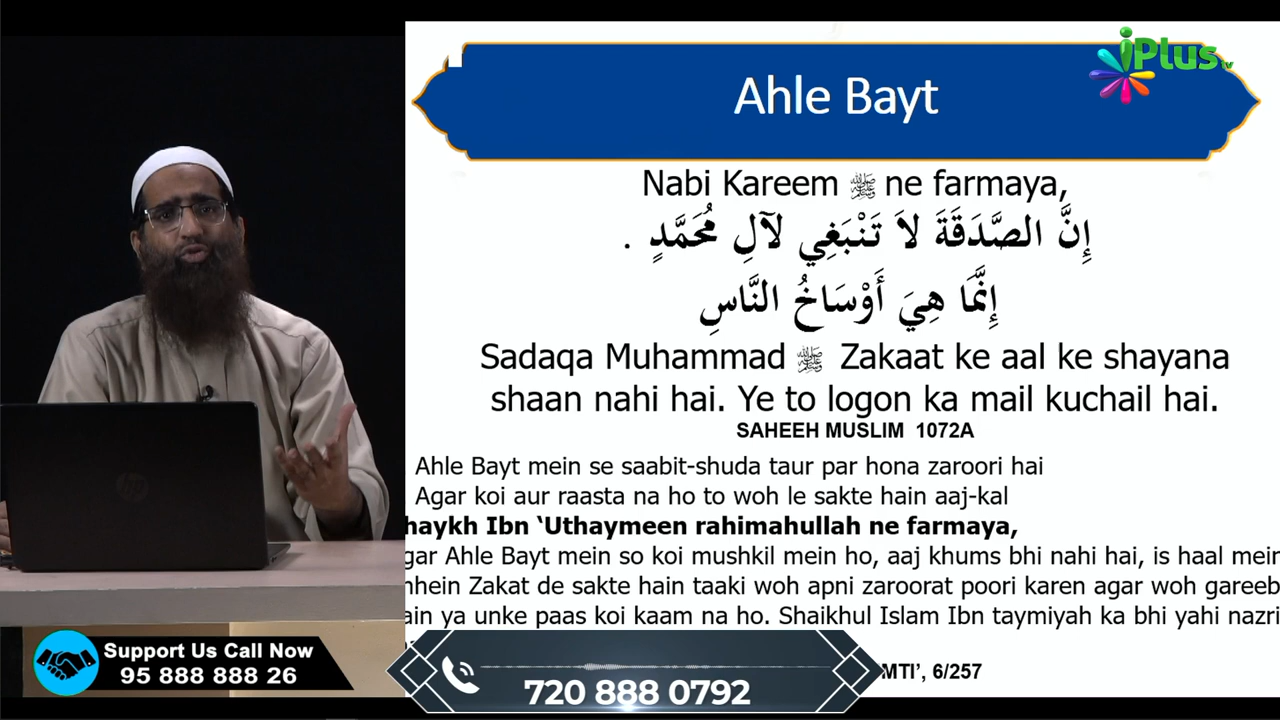 iPlus tv
Ahle Bayt
Nabi Kareem ﷺ ne farmaya,
إِنَّ الصَّدَقَةَ لاَ تَنْبَغِي لآلِ مُحَمَّدٍ .
إِنَّمَا هِيَ أَوْسَاخُ النَّاسِ
Sadaqa Muhammad ﷺ Zakaat ke aal ke shayana
shaan nahi hai. Ye to logon ka mail kuchail hai.
SAHEEH MUSLIM 1072A
Ahle Bayt mein se saabit-shuda taur par hona zaroori hai
Agar koi aur raasta na ho to woh le sakte hain aaj-kal
haykh Ibn ‘Uthaymeen rahimahullah ne farmaya,
gar Ahle Bayt mein so koi mushkil mein ho, aaj khums bhi nahi hai, is haal mein
nhein Zakat de sakte hain taaki woh apni zaroorat poori karen agar woh gareeb
ain ya unke paas koi kaam na ho. Shaikhul Islam Ibn taymiyah ka bhi yahi nazri
MTI’, 6/257
Support Us Call Now
95 888 888 26
720 888 0792
hp